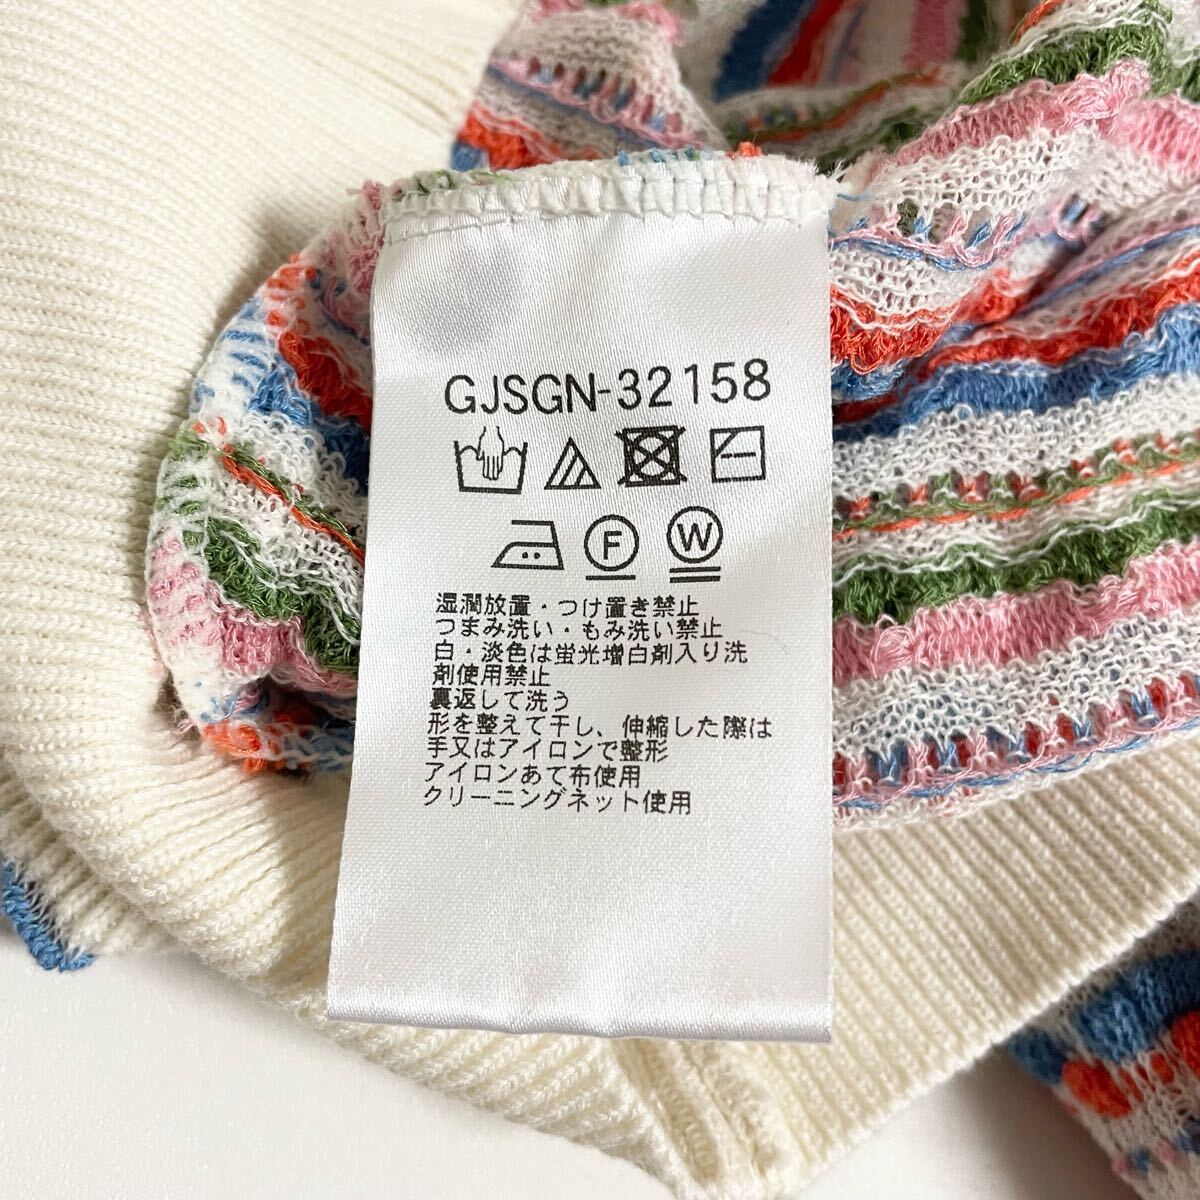 GJSGN-32158
F W
湿潤放置・つけ置き禁止
つまみ洗い・もみ洗い禁止
白・淡色は蛍光増白剤入り洗
剤使用禁止
裏返して洗う
形を整えて干し、伸縮した際は
手又はアイロンで整形
アイロンあて布使用
クリーニングネット使用